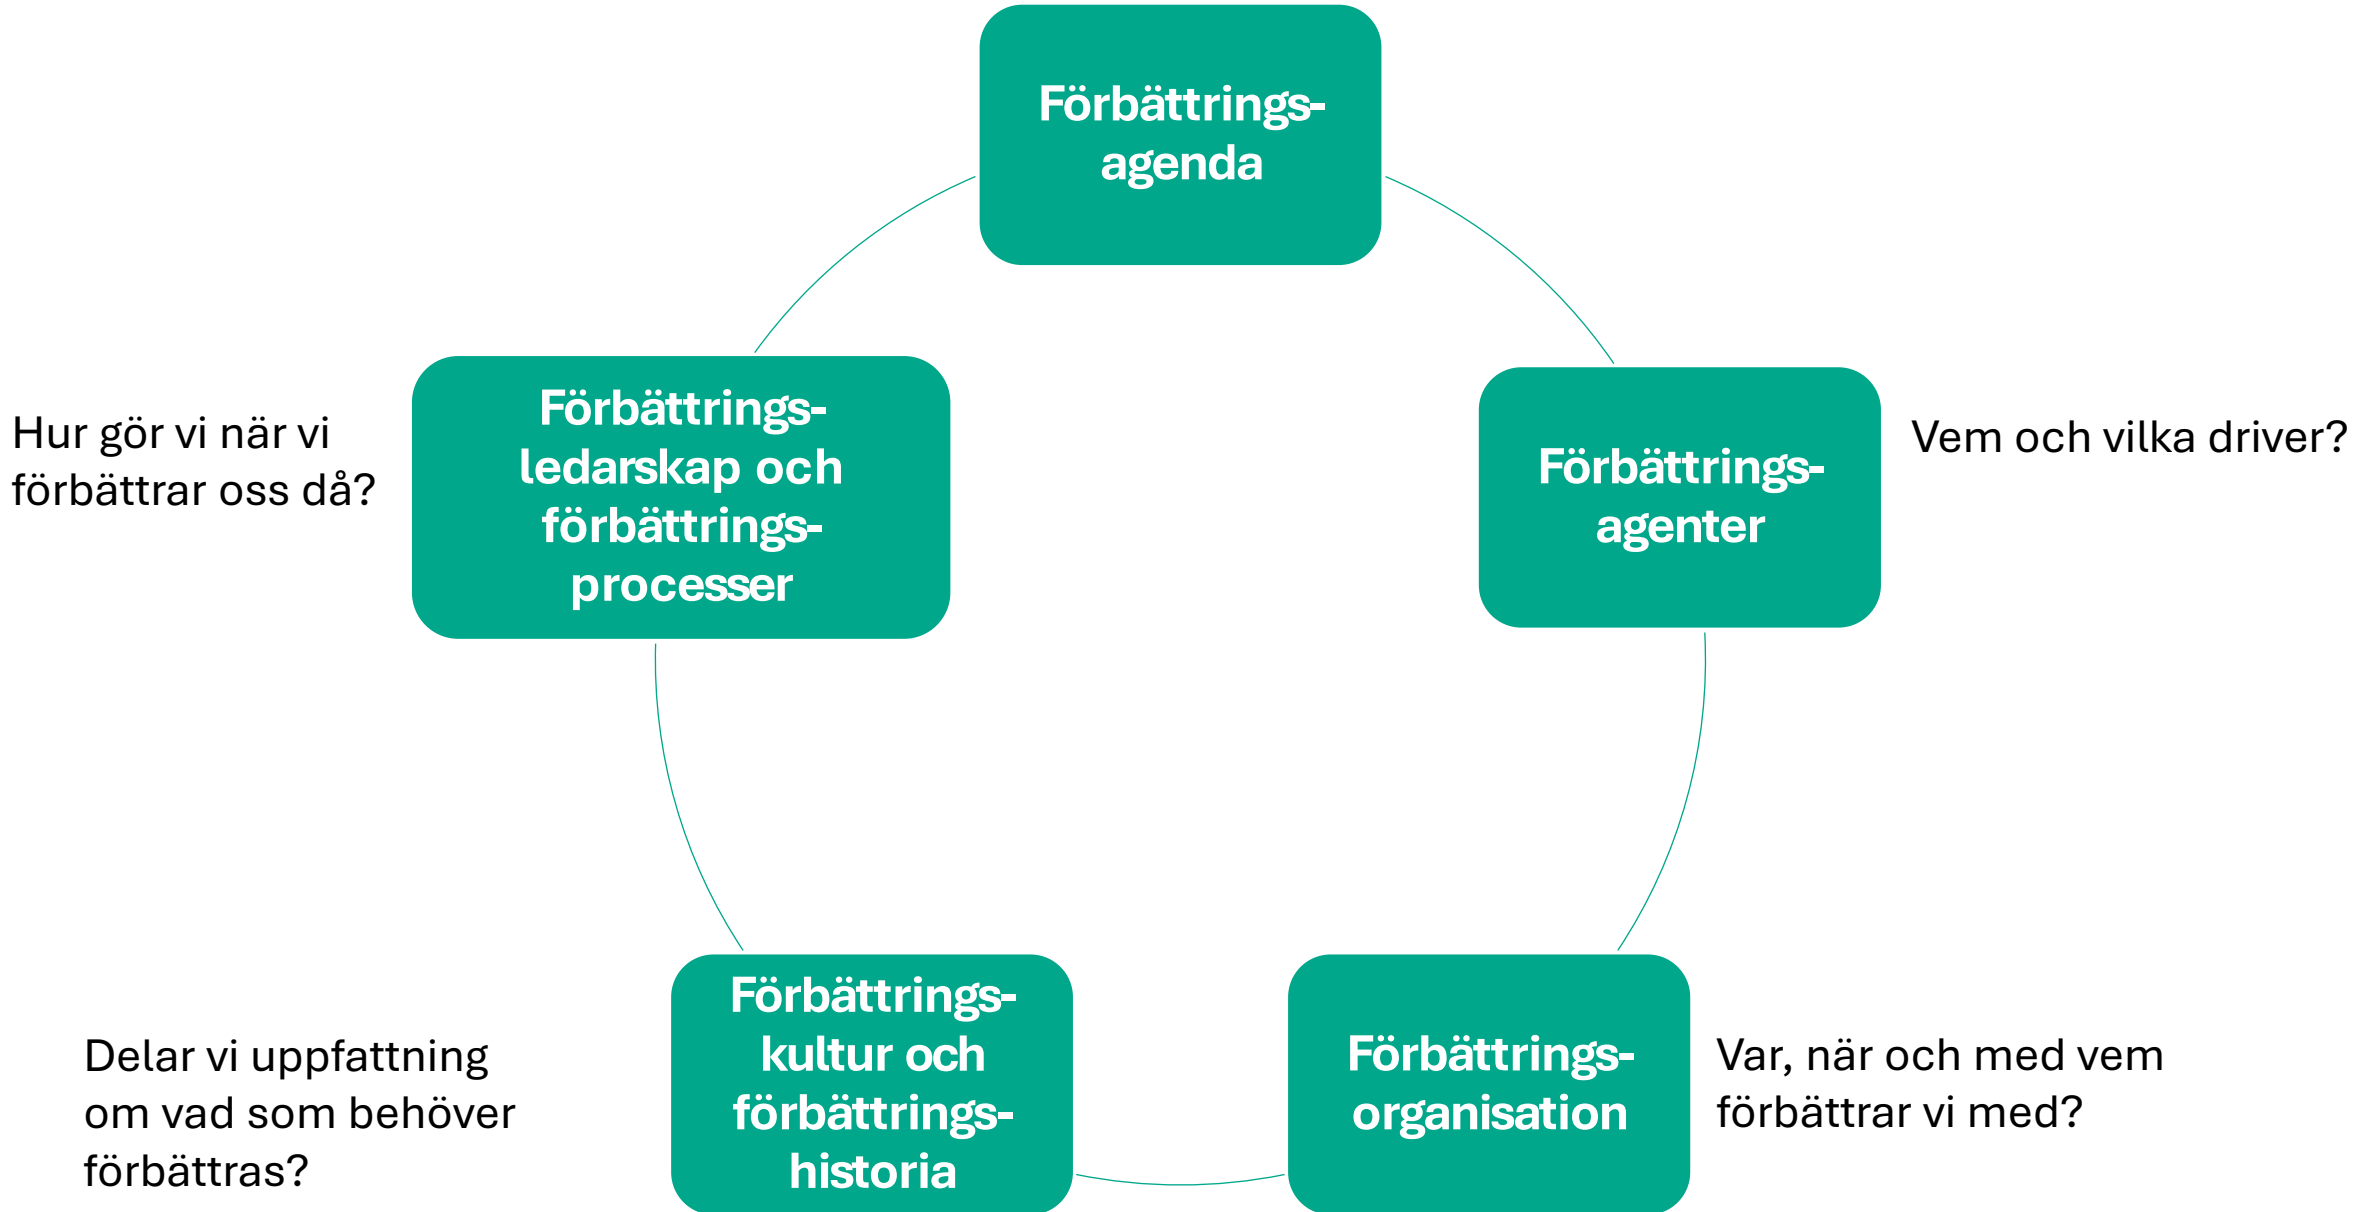 Förbättrings-
agenda
Hur gör vi när vi
förbättrar oss då?
Förbättrings-
ledarskap och
förbättrings-
processer
Förbättrings-
agenter
Vem och vilka driver?
Delar vi uppfattning
om vad som behöver
förbättras?
Förbättrings-
kultur och
förbättrings-
historia
Förbättrings-
organisation
Var, när och med vem
förbättrar vi med?